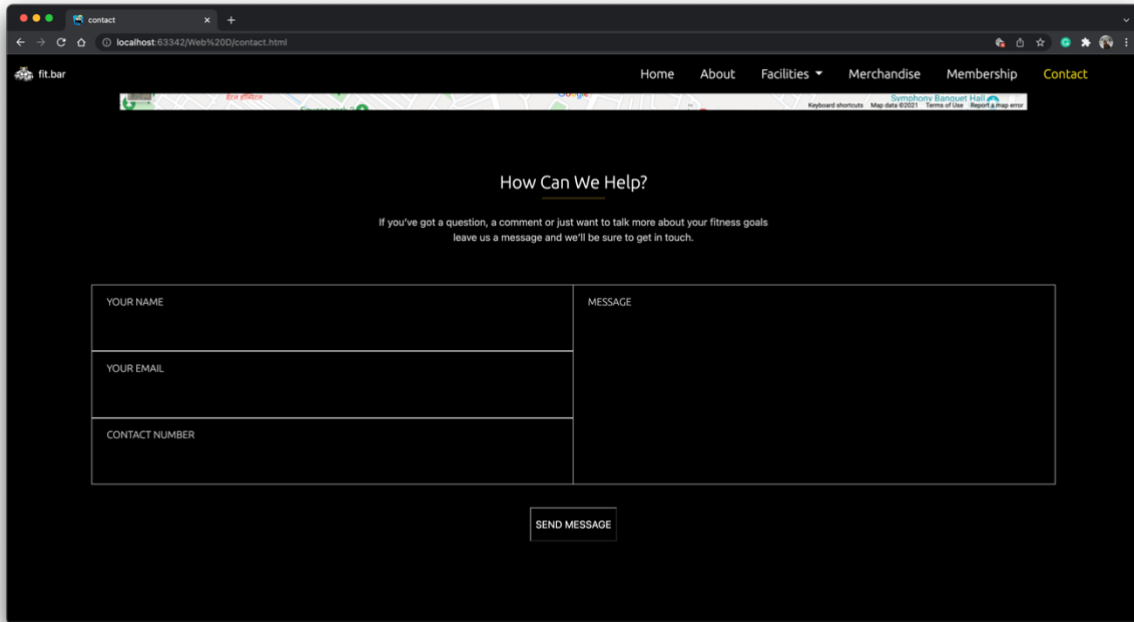 contact
localhost:63342/Web%20D/contact.html
fit.bar
Home About Facilities Merchandise Membership Contact
Google
Symphony Banquet Hall
Keyboard shortcuts Map data ©2021 Terms of Use Report a map error
How Can We Help?
If you've got a question, a comment or just want to talk more about your fitness goals
leave us a message and we'll be sure to get in touch.
YOUR NAME
MESSAGE
YOUR EMAIL
CONTACT NUMBER
SEND MESSAGE